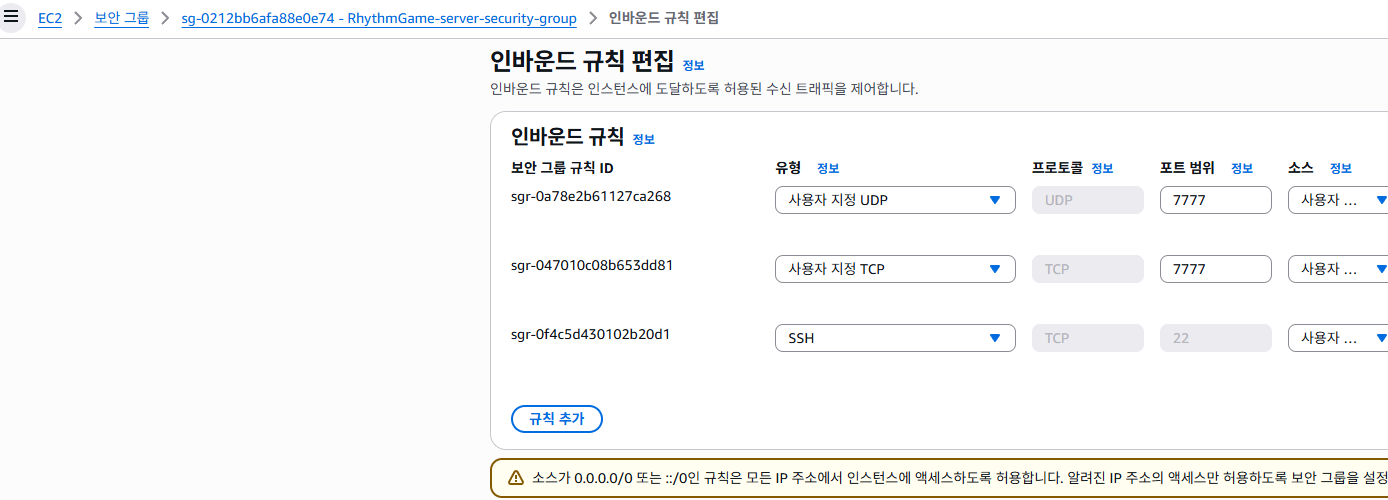 EC2 > 보안 그룹 > sg-0212bb6afa88e0e74 - RhythmGame-server-security-group > 인바운드 규칙 편집
인바운드 규칙 편집 정보
인바운드 규칙은 인스턴스에 도달하도록 허용된 수신 트래픽을 제어합니다.
인바운드 규칙 정보
보안 그룹 규칙 ID 유형 정보 프로토콜 정보 포트 범위 정보 소스 정보
sgr-0a78e2b61127ca268 사용자 지정 UDP UDP 7777 사용자 ...
sgr-047010c08b653dd81 사용자 지정 TCP TCP 7777 사용자 ...
sgr-0f4c5d430102b20d1 SSH TCP 22 사용자 ...
규칙 추가
소스가 0.0.0.0/0 또는 ::/0인 규칙은 모든 IP 주소에서 인스턴스에 액세스하도록 허용합니다. 알려진 IP 주소의 액세스만 허용하도록 보안 그룹을 설정